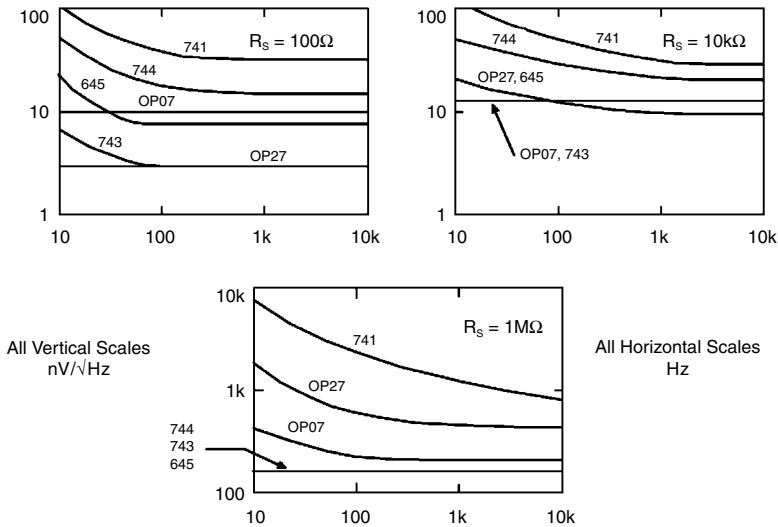 100
10
1
10 100 1k 10k
741
744
645
OP07
743
OP27
R_S = 100Ω
100
10
1
10 100 1k 10k
741
744
OP27, 645
OP07, 743
R_S = 10kΩ
All Vertical Scales
nV/√Hz
10k
1k
100
10 100 1k 10k
741
OP27
OP07
744
743
645
R_S = 1MΩ
All Horizontal Scales
Hz